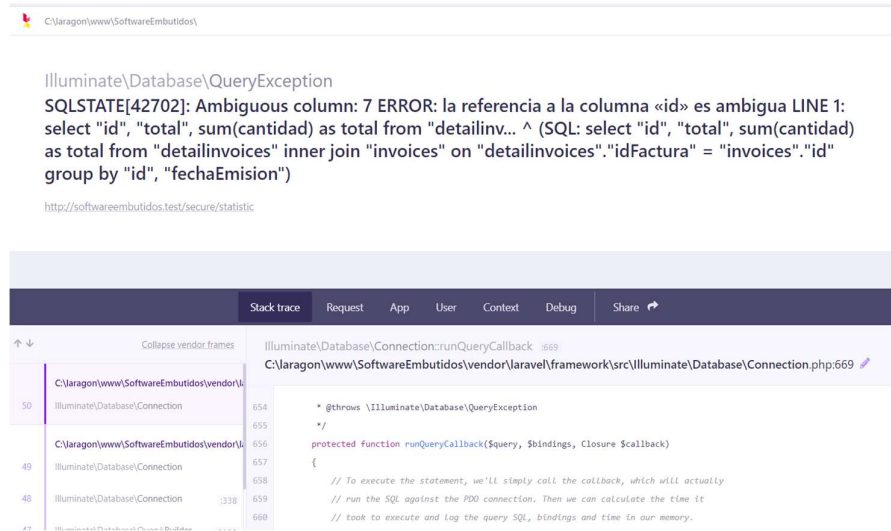 C:\laragon\www\SoftwareEmbutidos\
Illuminate\Database\QueryException
SQLSTATE[42702]: Ambiguous column: 7 ERROR: la referencia a la columna «id» es ambigua LINE 1:
select "id", "total", sum(cantidad) as total from "detailinv... ^ (SQL: select "id", "total", sum(cantidad)
as total from "detailinvoices" inner join "invoices" on "detailinvoices"."idFactura" = "invoices"."id"
group by "id", "fechaEmision")
http://softwareembutidos.test/secure/statistic
Stack trace Request App User Context Debug Share
Collapse vendor frames
C:\laragon\www\SoftwareEmbutidos\vendor\la
50 Illuminate\Database\Connection
C:\laragon\www\SoftwareEmbutidos\vendor\la
49 Illuminate\Database\Connection
48 Illuminate\Database\Connection :338
47 Illuminate\Database\Query\Builder
Illuminate\Database\Connection::runQueryCallback :669
C:\laragon\www\SoftwareEmbutidos\vendor\laravel\framework\src\Illuminate\Database\Connection.php:669
654 * @throws \Illuminate\Database\QueryException
655 */
656 protected function runQueryCallback($query, $bindings, Closure $callback)
657 {
658 // To execute the statement, we'll simply call the callback, which will actually
659 // run the SQL against the PDO connection. Then we can calculate the time it
660 // took to execute and log the query SQL, bindings and time in our memory.